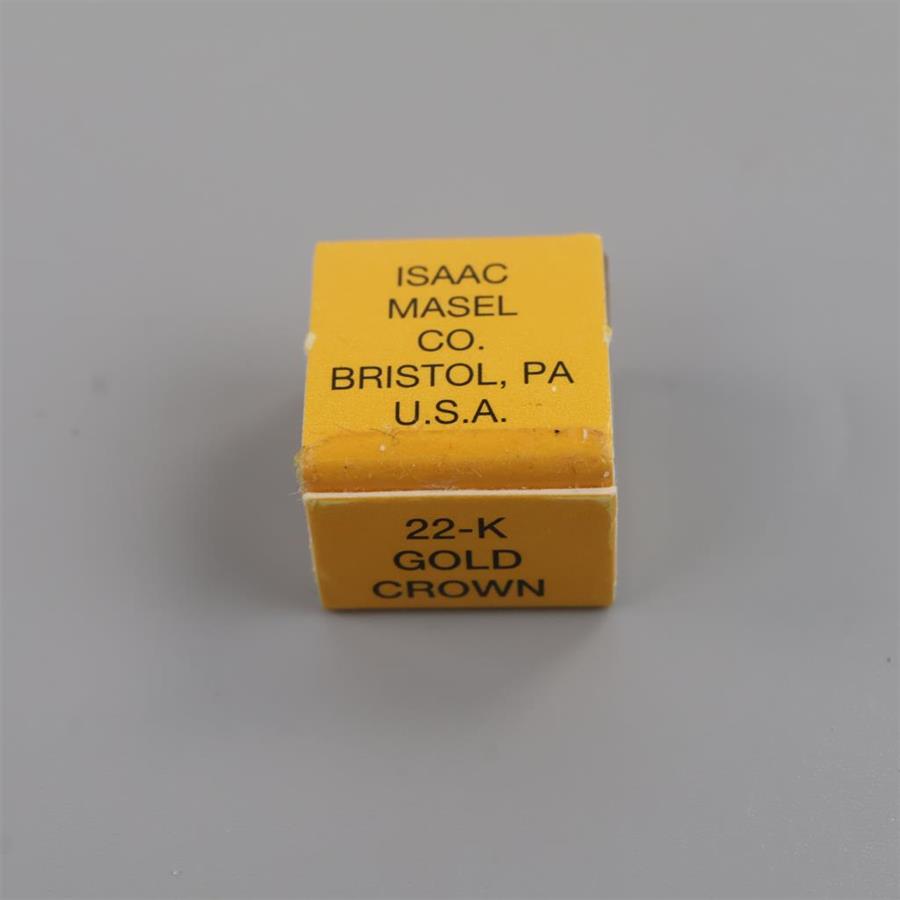 ISAAC
MASEL
CO.
BRISTOL, PA
U.S.A.
22-K
GOLD
CROWN